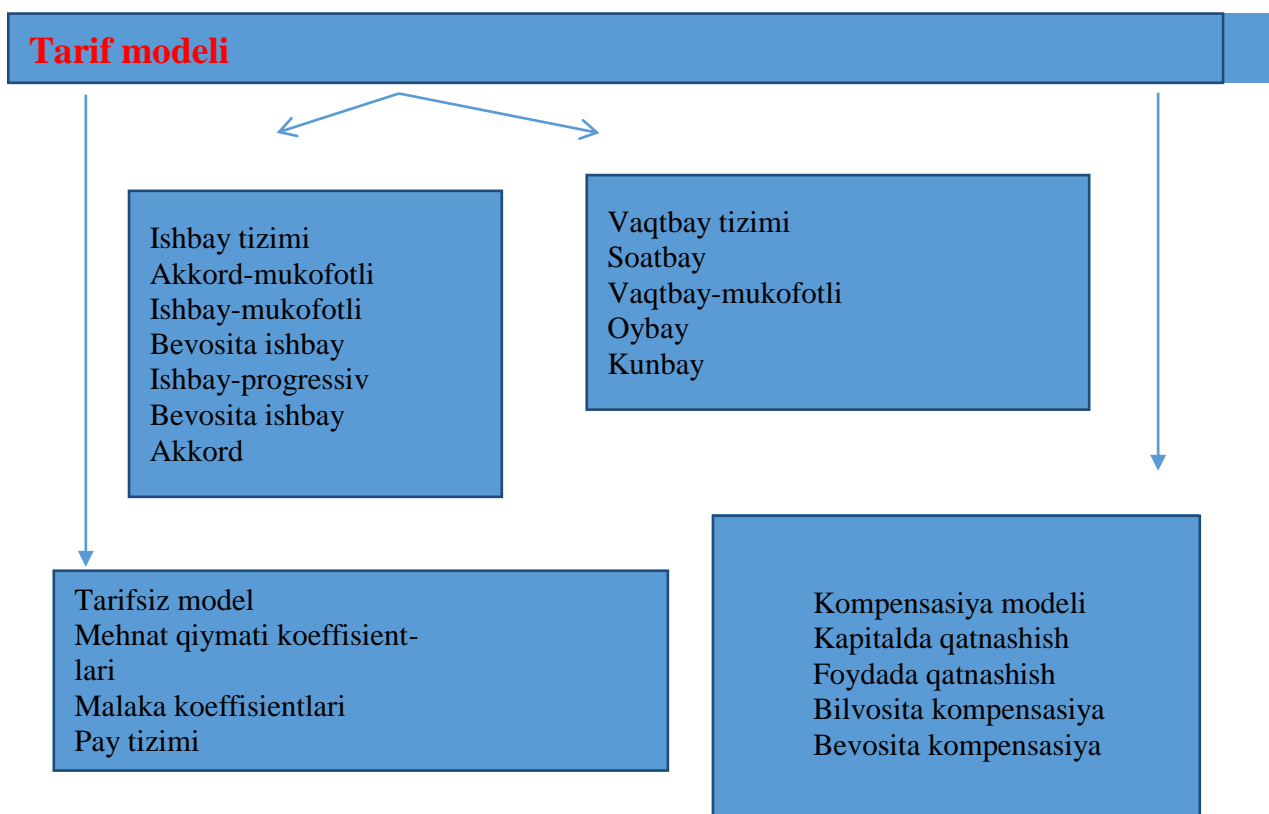 Tarif modeli
Ishbay tizimi
Akkord-mukofotli
Ishbay-mukofotli
Bevosita ishbay
Ishbay-progressiv
Bevosita ishbay
Akkord
Vaqtbay tizimi
Soatbay
Vaqtbay-mukofotli
Oybay
Kunbay
Tarifsiz model
Mehnat qiymati koeffisient-
lari
Malaka koeffisientlari
Pay tizimi
Kompensasiya modeli
Kapitalda qatnashish
Foydada qatnashish
Bilvosita kompensasiya
Bevosita kompensasiya